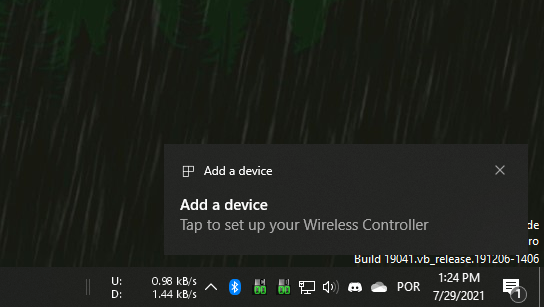 Add a device
Add a device
Tap to set up your Wireless Controller
de
ro
Build 19041.vb_release.191206-1406
U: 0.98 kB/s
D: 1.44 kB/s
POR
1:24 PM
7/29/2021
1